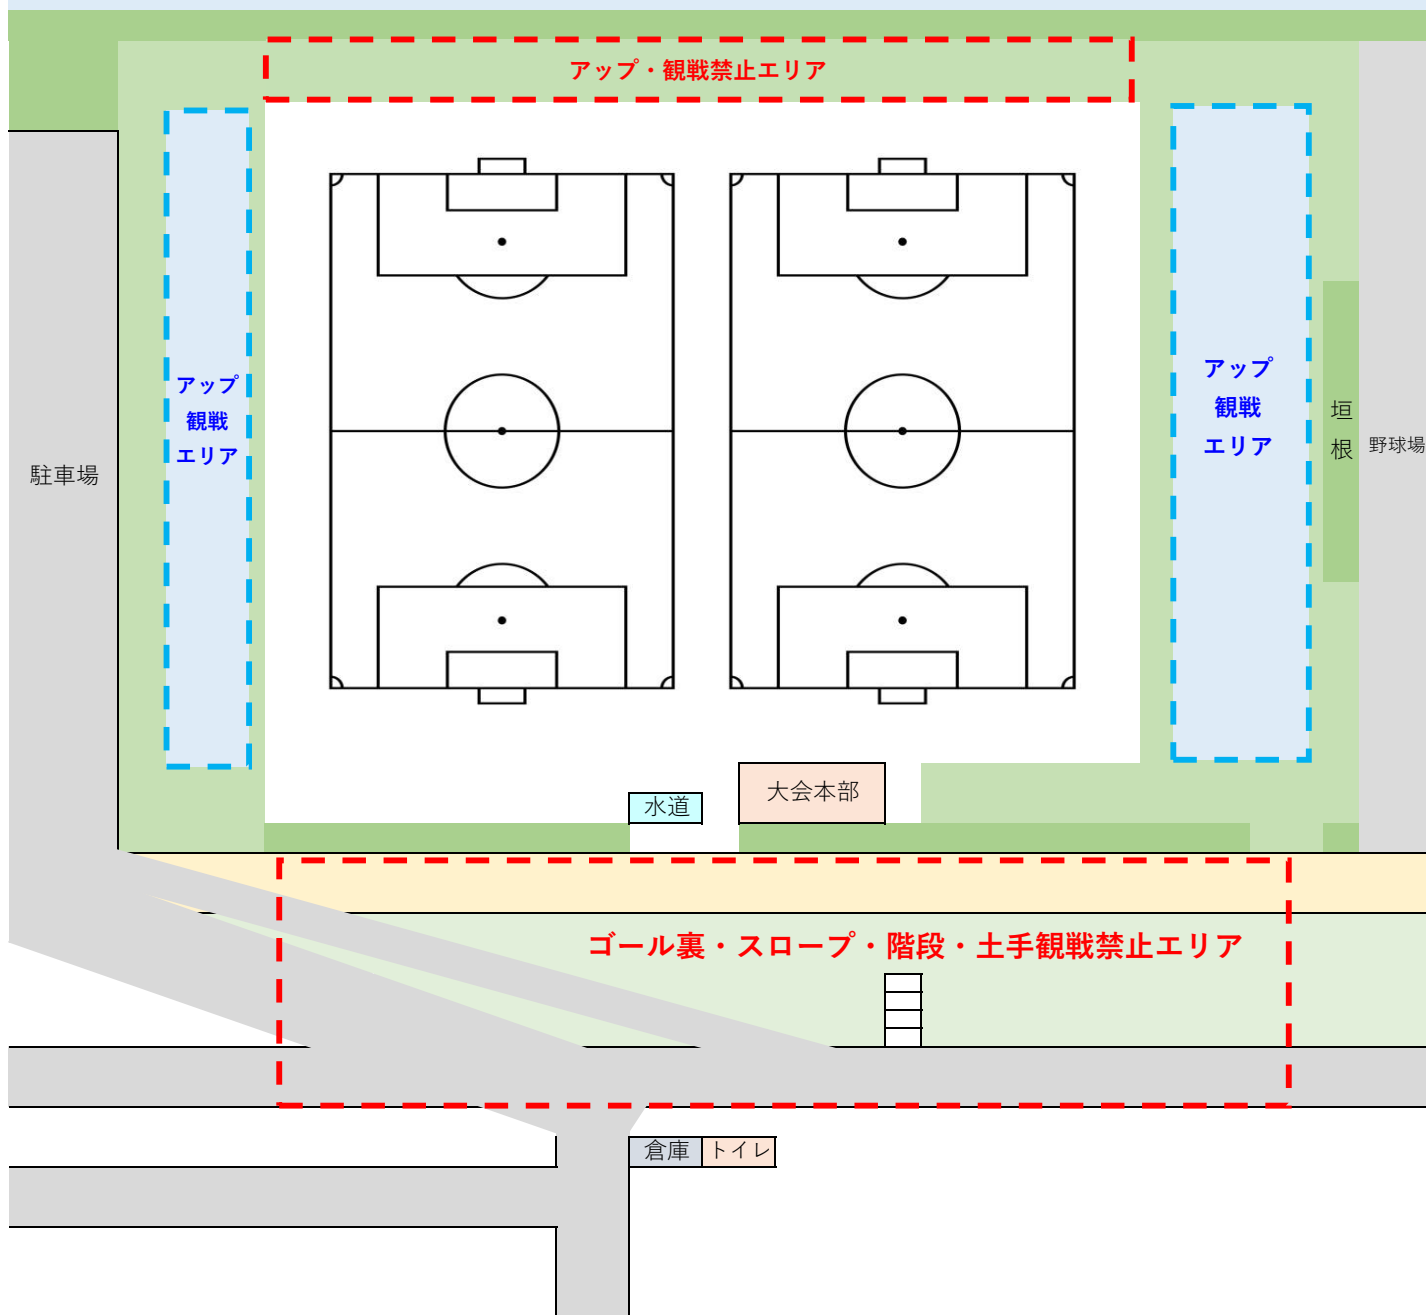 アップ・観戦禁止エリア
アップ
観戦
エリア
アップ
観戦
エリア
垣
根
野球場
駐車場
水道
大会本部
ゴール裏・スロープ・階段・土手観戦禁止エリア
倉庫
トイレ